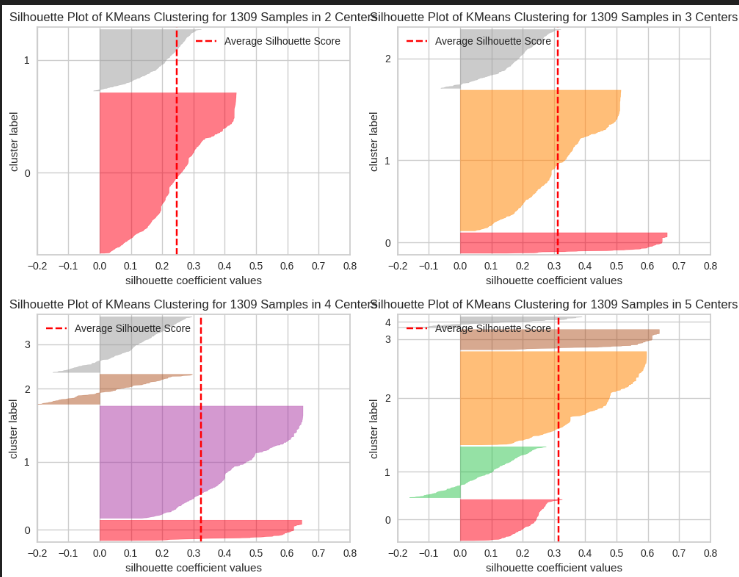 Silhouette Plot of KMeans Clustering for 1309 Samples in 2 Centers
Average Silhouette Score
1
0
cluster label
−0.2 −0.1 0.0 0.1 0.2 0.3 0.4 0.5 0.6 0.7 0.8
silhouette coefficient values
Silhouette Plot of KMeans Clustering for 1309 Samples in 3 Centers
Average Silhouette Score
2
1
0
cluster label
−0.2 −0.1 0.0 0.1 0.2 0.3 0.4 0.5 0.6 0.7 0.8
silhouette coefficient values
Silhouette Plot of KMeans Clustering for 1309 Samples in 4 Centers
Average Silhouette Score
3
2
1
0
cluster label
−0.2 −0.1 0.0 0.1 0.2 0.3 0.4 0.5 0.6 0.7 0.8
silhouette coefficient values
Silhouette Plot of KMeans Clustering for 1309 Samples in 5 Centers
Average Silhouette Score
4
3
2
1
0
cluster label
−0.2 −0.1 0.0 0.1 0.2 0.3 0.4 0.5 0.6 0.7 0.8
silhouette coefficient values